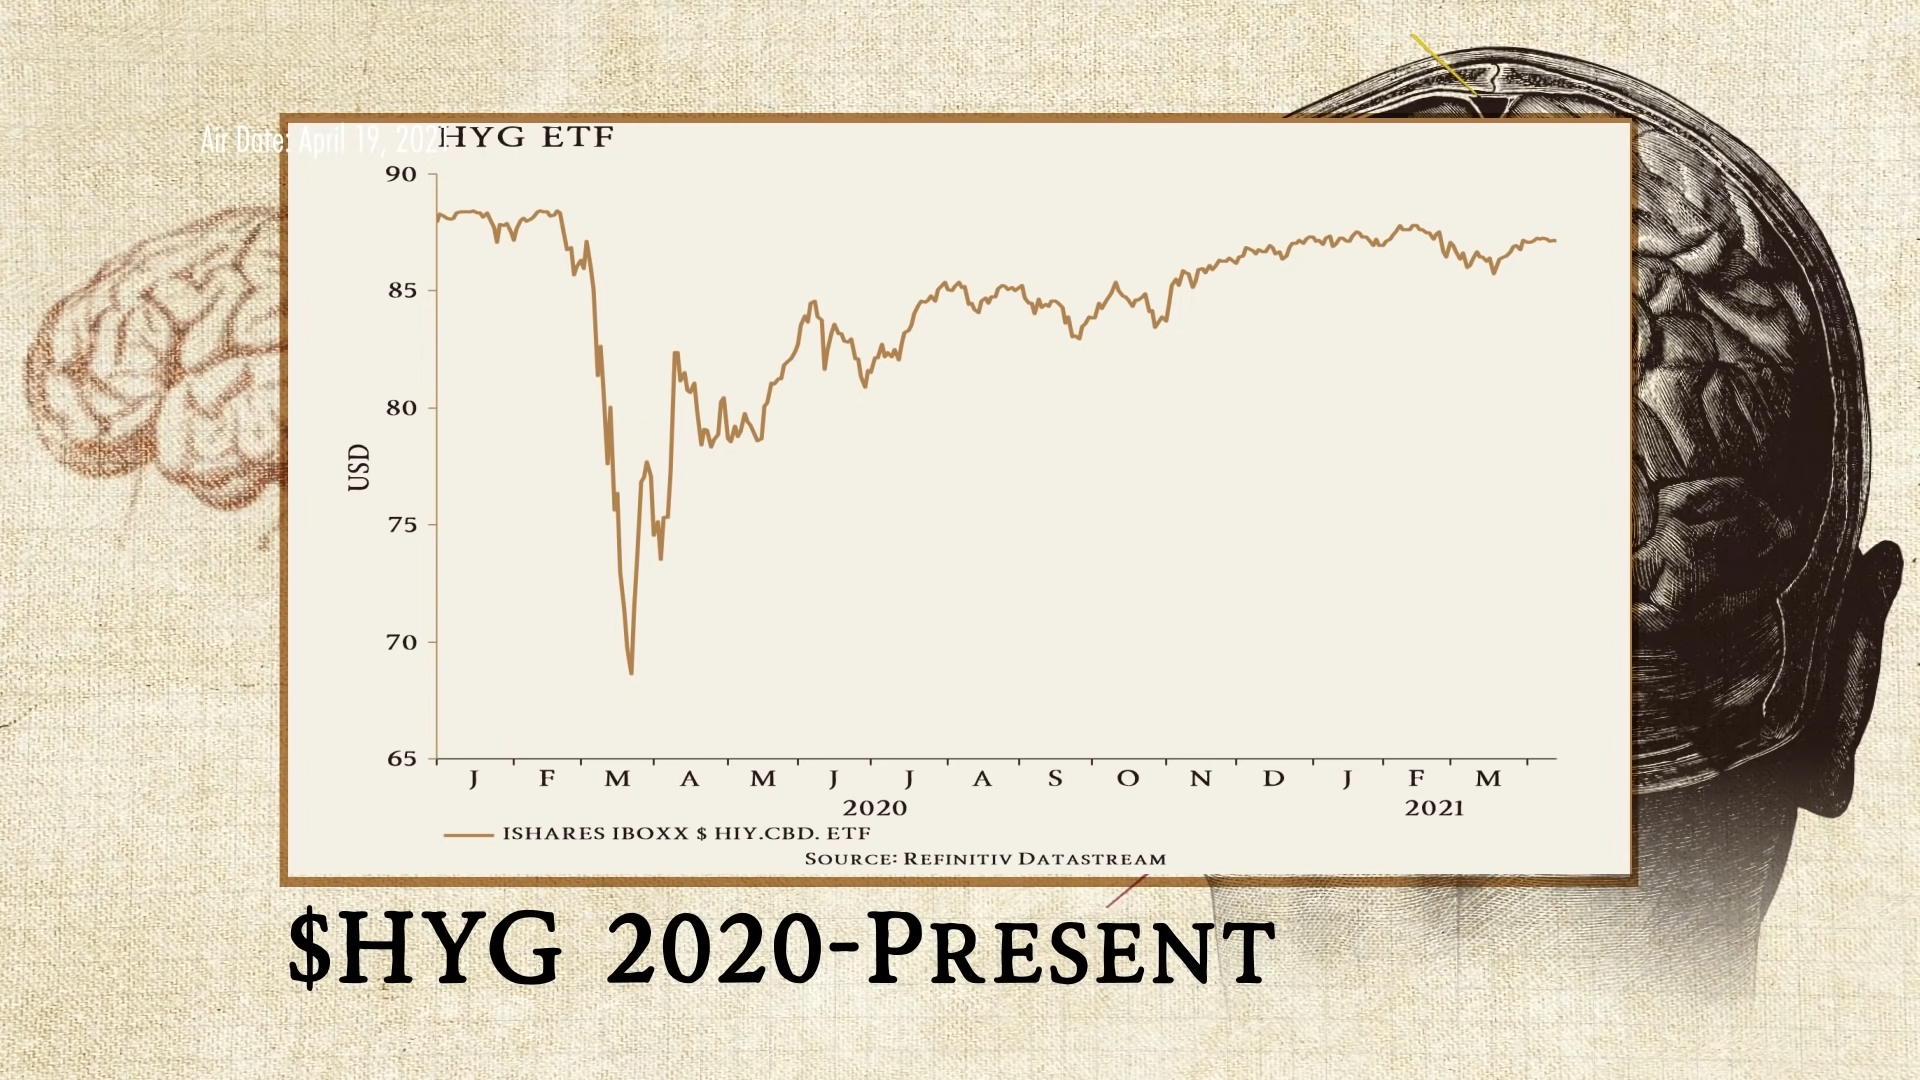 Air Date: April 19, 2021
HYG ETF
90
85
80
75
70
65
USD
J F M A M J J A S O N D J F M
2020 2021
ISHARES IBOXX $ HIY.CBD. ETF
SOURCE: REFINITIV DATASTREAM
$HYG 2020-PRESENT